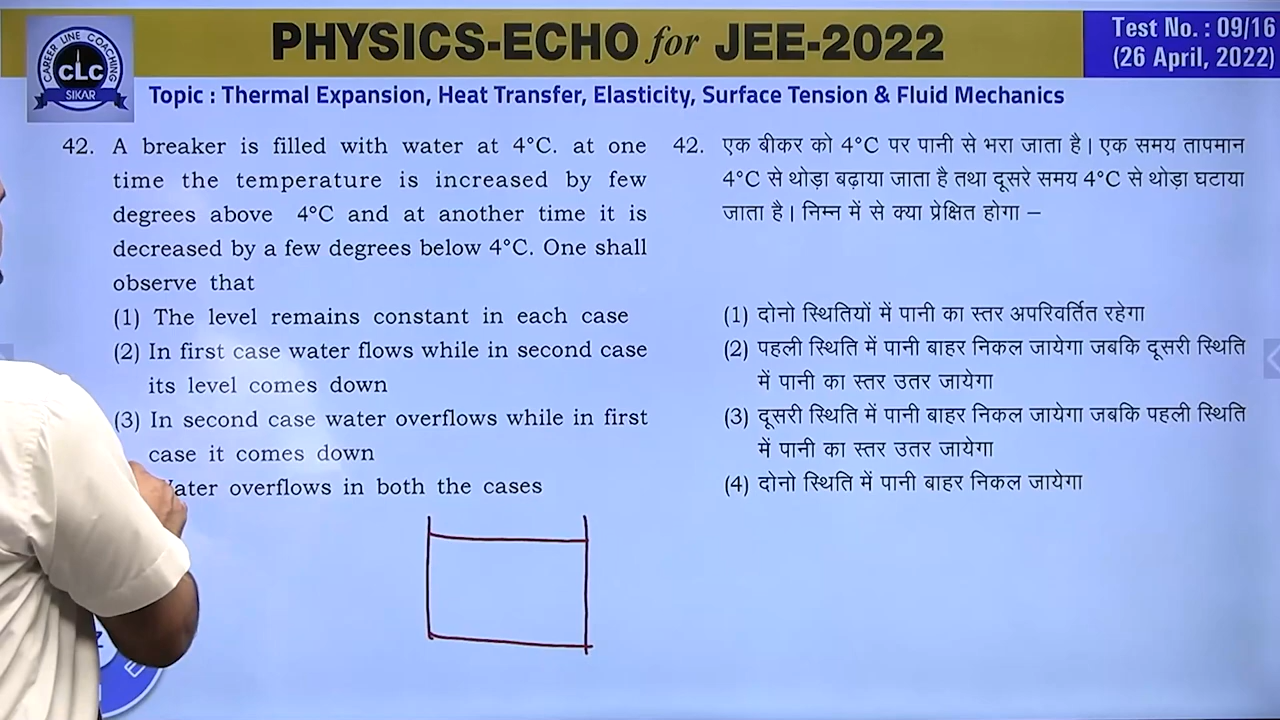 PHYSICS-ECHO for JEE-2022
Test No. : 09/16
(26 April, 2022)
CAREER LINE COACHING
CLC
SIKAR
Topic : Thermal Expansion, Heat Transfer, Elasticity, Surface Tension & Fluid Mechanics
42. A breaker is filled with water at 4°C. at one
time the temperature is increased by few
degrees above 4°C and at another time it is
decreased by a few degrees below 4°C. One shall
observe that
(1) The level remains constant in each case
(2) In first case water flows while in second case
its level comes down
(3) In second case water overflows while in first
case it comes down
Water overflows in both the cases
42. एक बीकर को 4°C पर पानी से भरा जाता है। एक समय तापमान
4°C से थोड़ा बढ़ाया जाता है तथा दूसरे समय 4°C से थोड़ा घटाया
जाता है। निम्न में से क्या प्रेक्षित होगा –
(1) दोनो स्थितियों में पानी का स्तर अपरिवर्तित रहेगा
(2) पहली स्थिति में पानी बाहर निकल जायेगा जबकि दूसरी स्थिति
में पानी का स्तर उतर जायेगा
(3) दूसरी स्थिति में पानी बाहर निकल जायेगा जबकि पहली स्थिति
में पानी का स्तर उतर जायेगा
(4) दोनो स्थिति में पानी बाहर निकल जायेगा